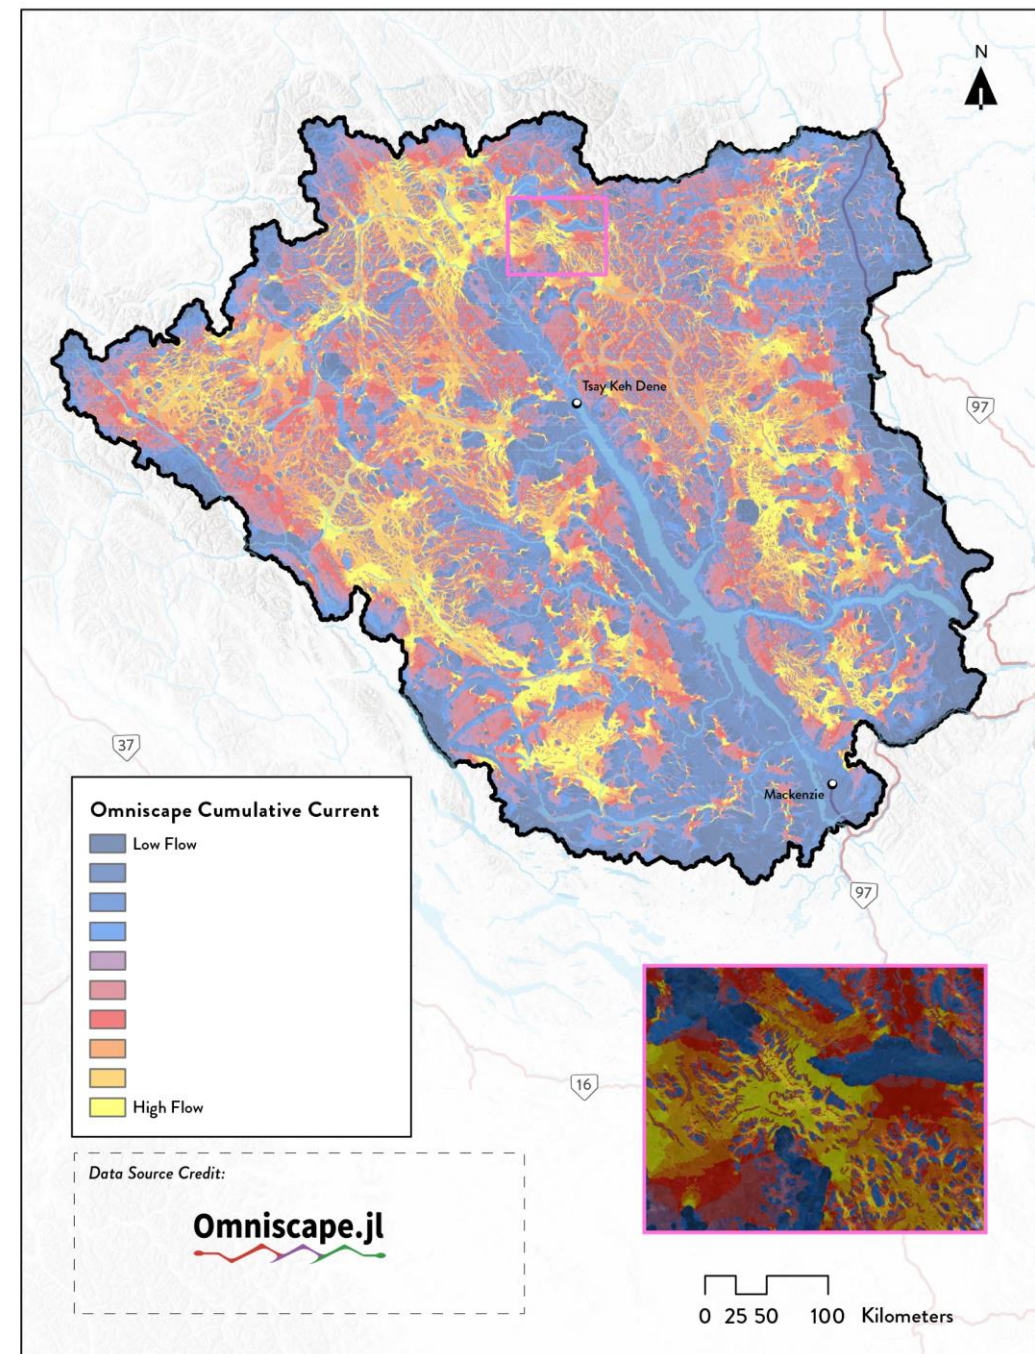 N
Tsay Keh Dene
97
37
Mackenzie
Omniscape Cumulative Current
Low Flow
High Flow
97
16
Data Source Credit:
Omniscape.jl
0 25 50 100 Kilometers